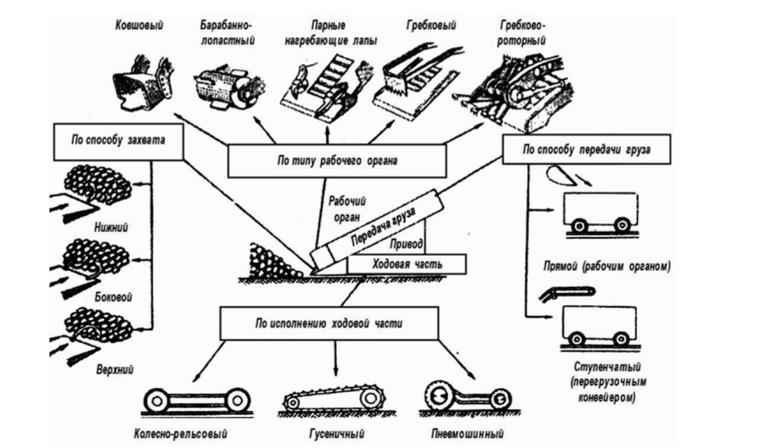 Ковшовый
Барабанно-
лопастный
Парные
нагребающие лапы
Гребковый
Гребково-
роторный
По способу захвата
По типу рабочего органа
По способу передачи груза
Рабочий
орган
Передача груза
Привод
Ходовая часть
Нижний
Боковой
Верхний
Прямой (рабочим органом)
Ступенчатый
(перегрузочным
конвейером)
По исполнению ходовой части
Колесно-рельсовый
Гусеничный
Пневмошинный